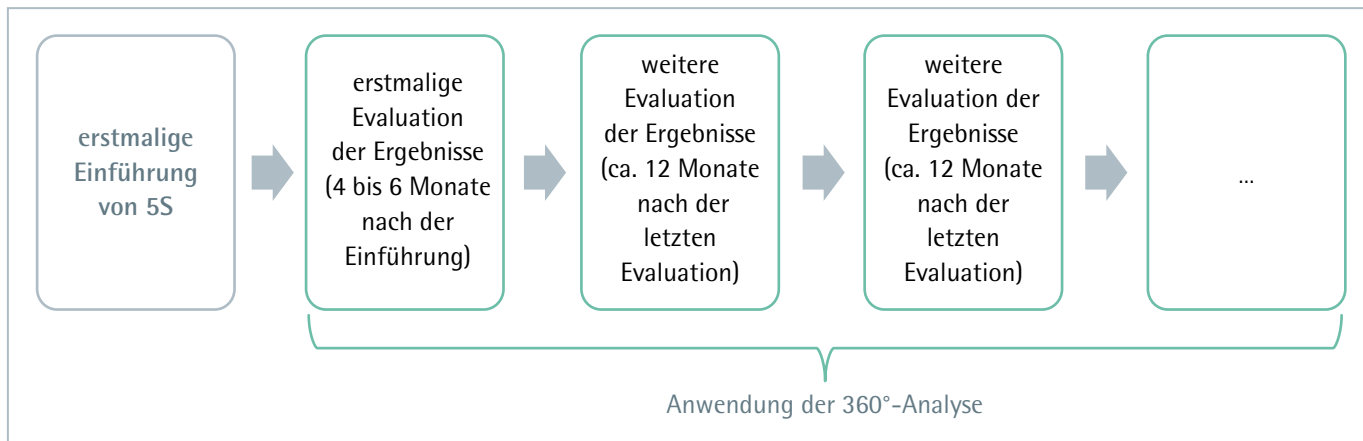 erstmalige
Einführung
von 5S
erstmalige
Evaluation
der Ergebnisse
(4 bis 6 Monate
nach der
Einführung)
weitere
Evaluation
der Ergebnisse
(ca. 12 Monate
nach der
letzten
Evaluation)
weitere
Evaluation der
Ergebnisse
(ca. 12 Monate
nach der
letzten
Evaluation)
...
Anwendung der 360°-Analyse